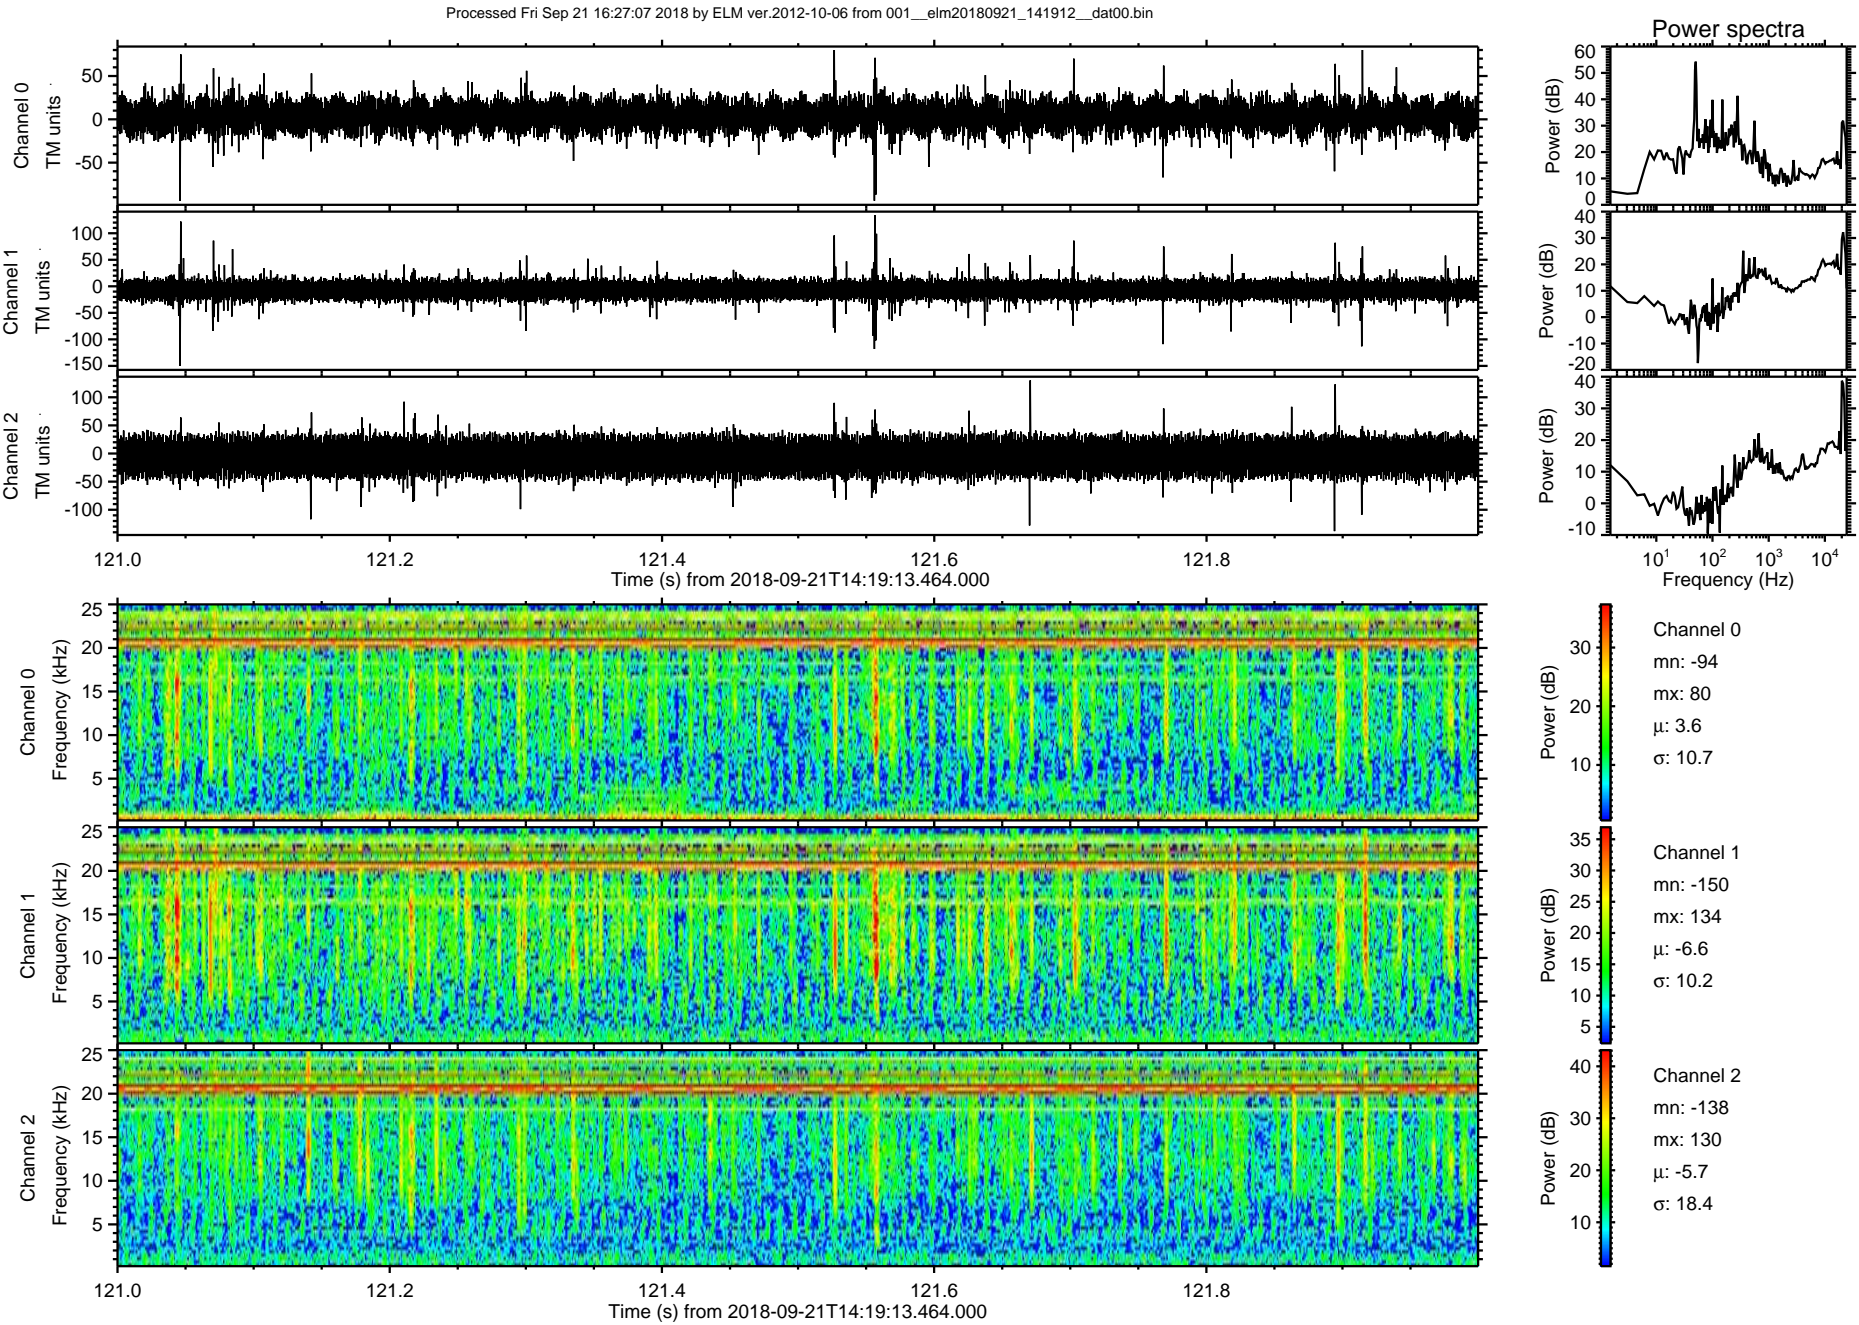 Processed Fri Sep 21 16:27:07 2018 by ELM ver.2012-10-06 from 001__elm20180921_141912__dat00.bin
Power spectra
Channel 0
TM units
50
0
-50
Power (dB)
60
50
40
30
20
10
0
Channel 1
TM units
100
50
0
-50
-100
-150
Power (dB)
40
30
20
10
0
-10
-20
Channel 2
TM units
100
50
0
-50
-100
Power (dB)
40
30
20
10
0
-10
121.0 121.2 121.4 121.6 121.8
Time (s) from 2018-09-21T14:19:13.464.000
10^1 10^2 10^3 10^4
Frequency (Hz)
Channel 0
Frequency (kHz)
25
20
15
10
5
Power (dB)
30
20
10
Channel 0
mn: -94
mx: 80
μ: 3.6
σ: 10.7
Channel 1
Frequency (kHz)
25
20
15
10
5
Power (dB)
35
30
25
20
15
10
5
Channel 1
mn: -150
mx: 134
μ: -6.6
σ: 10.2
Channel 2
Frequency (kHz)
25
20
15
10
5
Power (dB)
40
30
20
10
Channel 2
mn: -138
mx: 130
μ: -5.7
σ: 18.4
121.0 121.2 121.4 121.6 121.8
Time (s) from 2018-09-21T14:19:13.464.000